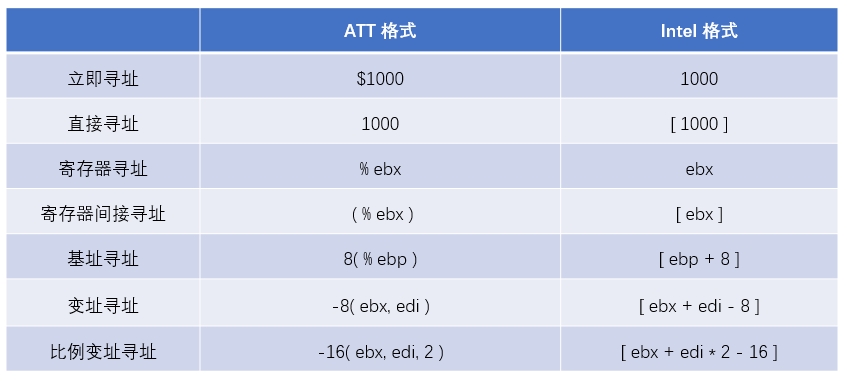 ATT 格式 Intel 格式
立即寻址 $1000 1000
直接寻址 1000 [ 1000 ]
寄存器寻址 % ebx ebx
寄存器间接寻址 ( % ebx ) [ ebx ]
基址寻址 8( % ebp ) [ ebp + 8 ]
变址寻址 -8( ebx, edi ) [ ebx + edi - 8 ]
比例变址寻址 -16( ebx, edi, 2 ) [ ebx + edi * 2 - 16 ]